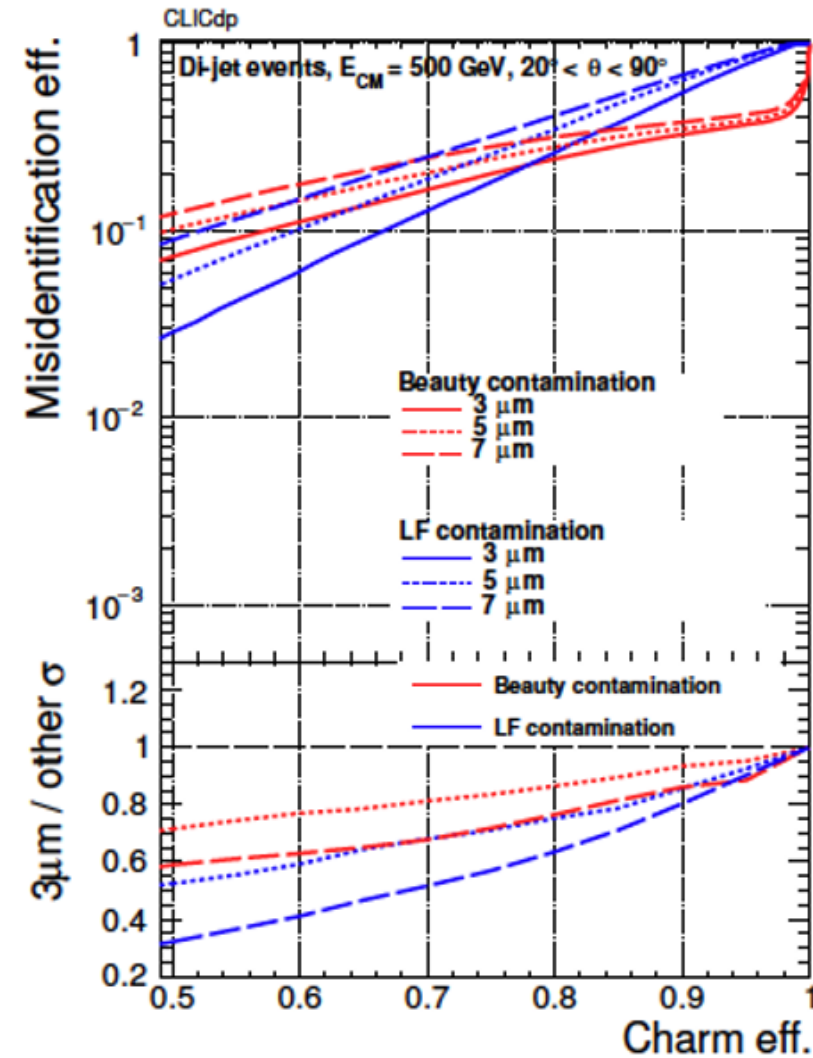 CLICdp
Misidentification eff.
Di-jet events, E_CM = 500 GeV, 20° < θ < 90°
1
10⁻¹
10⁻²
10⁻³
Beauty contamination
3 μm
5 μm
7 μm
LF contamination
3 μm
5 μm
7 μm
3μm / other σ
Beauty contamination
LF contamination
1.2
1
0.8
0.6
0.4
0.2
0.5 0.6 0.7 0.8 0.9 1
Charm eff.